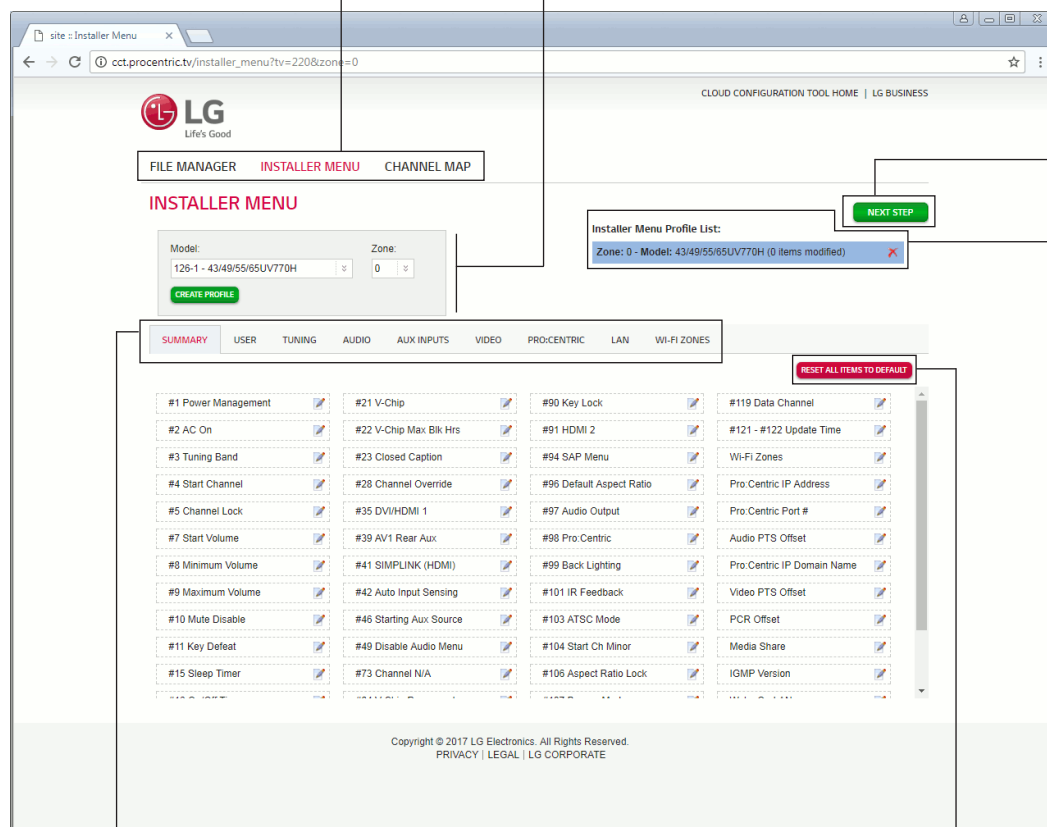 site :: Installer Menu
cct.procentric.tv/installer_menu?tv=220&zone=0
CLOUD CONFIGURATION TOOL HOME | LG BUSINESS
LG
Life's Good
FILE MANAGER INSTALLER MENU CHANNEL MAP
INSTALLER MENU
NEXT STEP
Installer Menu Profile List:
Zone: 0 - Model: 43/49/55/65UV770H (0 items modified)
Model: Zone:
126-1 - 43/49/55/65UV770H 0
CREATE PROFILE
SUMMARY USER TUNING AUDIO AUX INPUTS VIDEO PRO:CENTRIC LAN WI-FI ZONES
RESET ALL ITEMS TO DEFAULT
#1 Power Management #21 V-Chip #90 Key Lock #119 Data Channel
#2 AC On #22 V-Chip Max Blk Hrs #91 HDMI 2 #121 - #122 Update Time
#3 Tuning Band #23 Closed Caption #94 SAP Menu Wi-Fi Zones
#4 Start Channel #28 Channel Override #96 Default Aspect Ratio Pro:Centric IP Address
#5 Channel Lock #35 DVI/HDMI 1 #97 Audio Output Pro:Centric Port #
#7 Start Volume #39 AV1 Rear Aux #98 Pro:Centric Audio PTS Offset
#8 Minimum Volume #41 SIMPLINK (HDMI) #99 Back Lighting Pro:Centric IP Domain Name
#9 Maximum Volume #42 Auto Input Sensing #101 IR Feedback Video PTS Offset
#10 Mute Disable #46 Starting Aux Source #103 ATSC Mode PCR Offset
#11 Key Defeat #49 Disable Audio Menu #104 Start Ch Minor Media Share
#15 Sleep Timer #73 Channel N/A #106 Aspect Ratio Lock IGMP Version
Copyright © 2017 LG Electronics. All Rights Reserved.
PRIVACY | LEGAL | LG CORPORATE